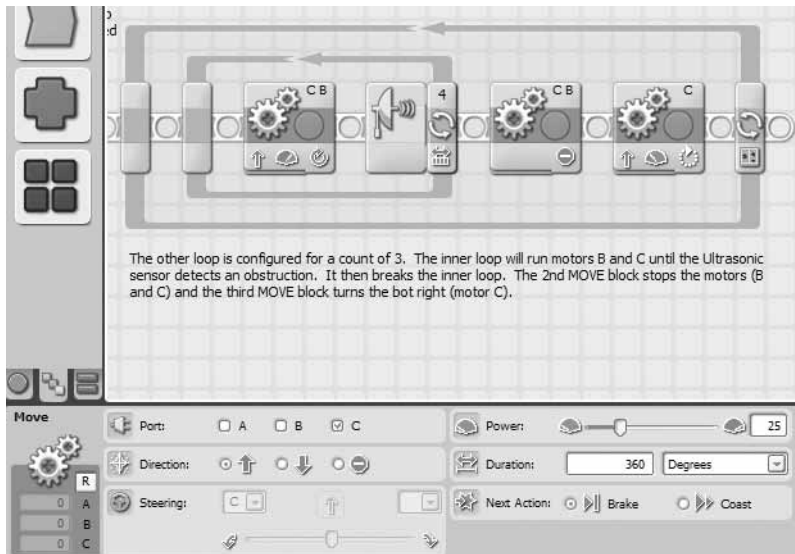 ed
C B
4
C B
C
The other loop is configured for a count of 3. The inner loop will run motors B and C until the Ultrasonic
sensor detects an obstruction. It then breaks the inner loop. The 2nd MOVE block stops the motors (B
and C) and the third MOVE block turns the bot right (motor C).
Move
R
0 A
0 B
0 C
Port: A B C
Direction:
Steering: C
Power: 25
Duration: 360 Degrees
Next Action: Brake Coast